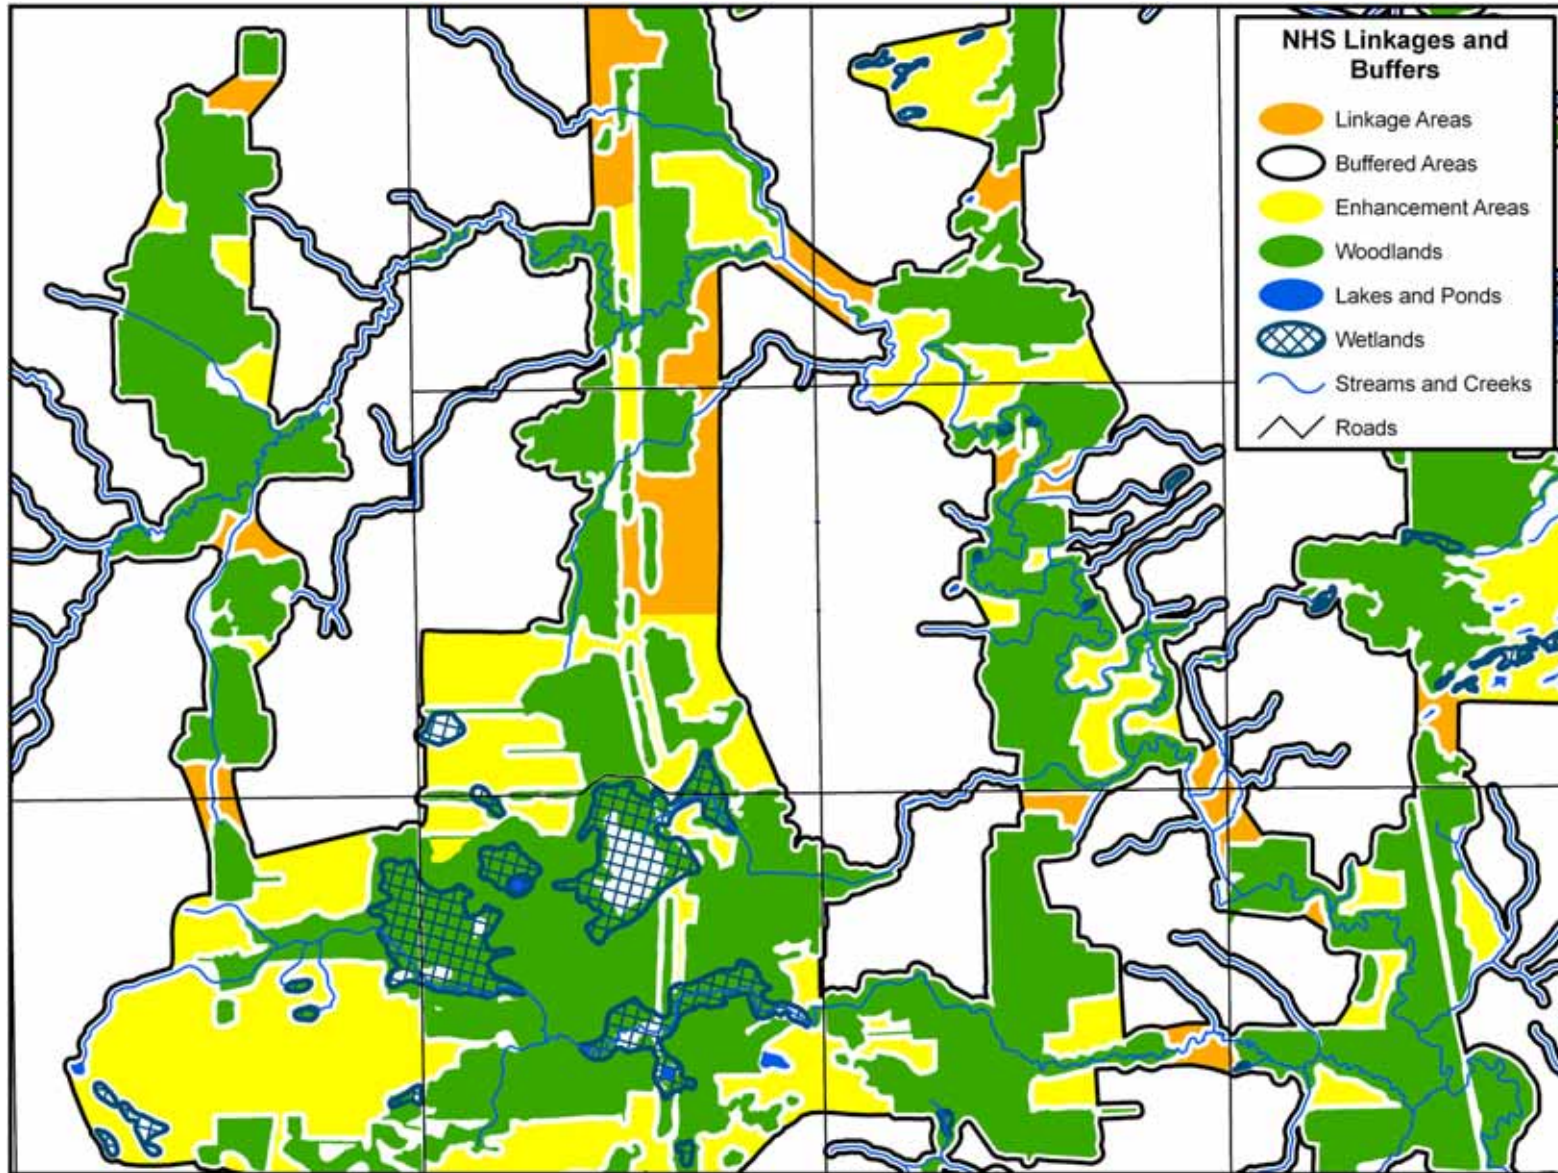 NHS Linkages and
Buffers
Linkage Areas
Buffered Areas
Enhancement Areas
Woodlands
Lakes and Ponds
Wetlands
Streams and Creeks
Roads